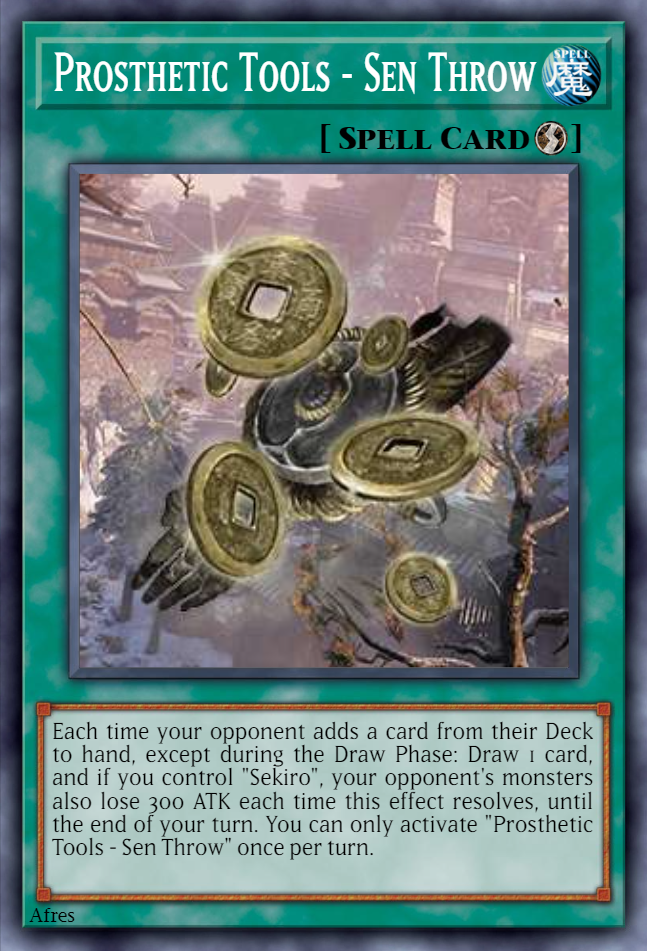 Prosthetic Tools - Sen Throw
SPELL
魔
[ Spell Card ]
Each time your opponent adds a card from their Deck
to hand, except during the Draw Phase: Draw 1 card,
and if you control "Sekiro", your opponent's monsters
also lose 300 ATK each time this effect resolves, until
the end of your turn. You can only activate "Prosthetic
Tools - Sen Throw" once per turn.
Afres